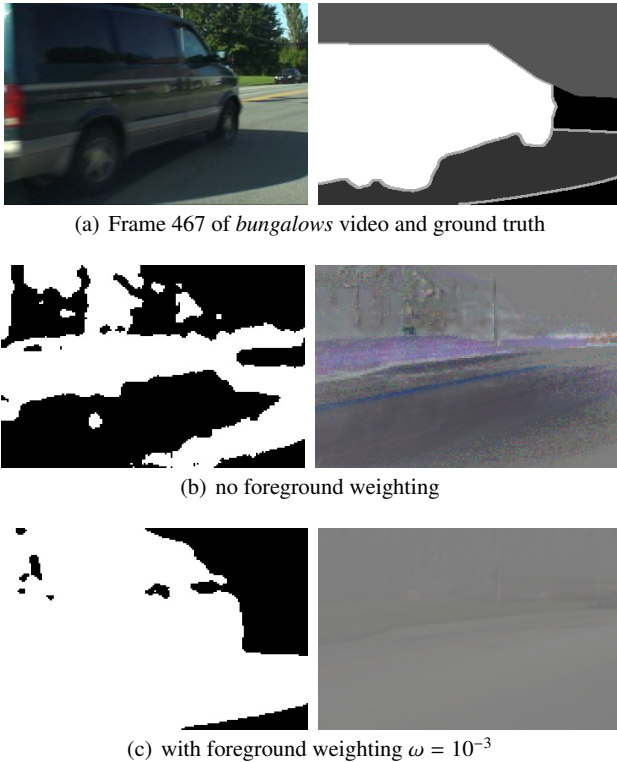 (a) Frame 467 of bungalows video and ground truth
(b) no foreground weighting
(c) with foreground weighting ω = 10⁻³